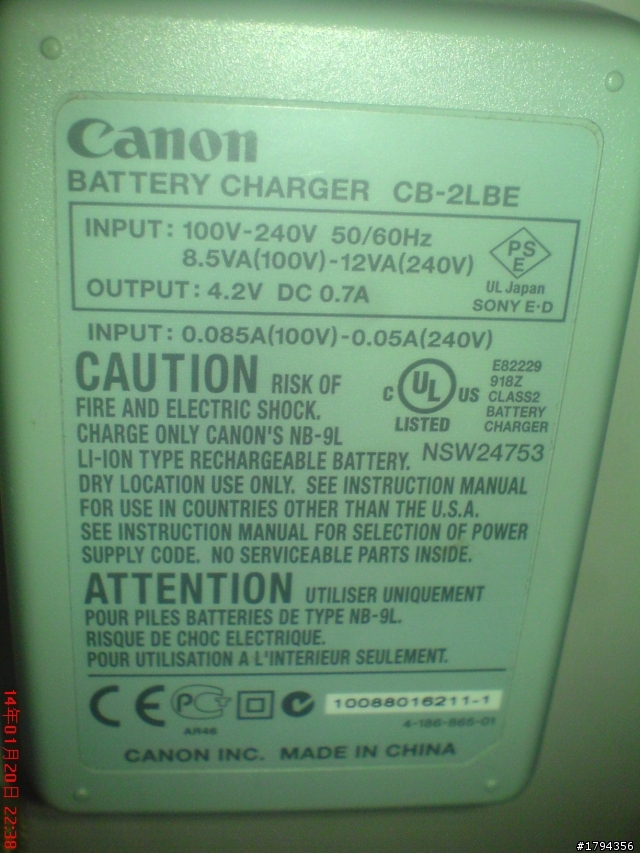 Canon
BATTERY CHARGER CB-2LBE
INPUT: 100V-240V 50/60Hz
8.5VA(100V)-12VA(240V)
OUTPUT: 4.2V DC 0.7A
PSE
UL Japan
SONY E·D
INPUT: 0.085A(100V)-0.05A(240V)
CAUTION RISK OF
FIRE AND ELECTRIC SHOCK.
CHARGE ONLY CANON'S NB-9L
LI-ION TYPE RECHARGEABLE BATTERY.
C UL US
LISTED
E82229
918Z
CLASS2
BATTERY
CHARGER
NSW24753
DRY LOCATION USE ONLY. SEE INSTRUCTION MANUAL
FOR USE IN COUNTRIES OTHER THAN THE U.S.A.
SEE INSTRUCTION MANUAL FOR SELECTION OF POWER
SUPPLY CODE. NO SERVICEABLE PARTS INSIDE.
ATTENTION UTILISER UNIQUEMENT
POUR PILES BATTERIES DE TYPE NB-9L.
RISQUE DE CHOC ELECTRIQUE.
POUR UTILISATION A L'INTERIEUR SEULEMENT.
CE
10088016211-1
4-186-865-01
CANON INC. MADE IN CHINA
14年01月20日 22:38
#1794356